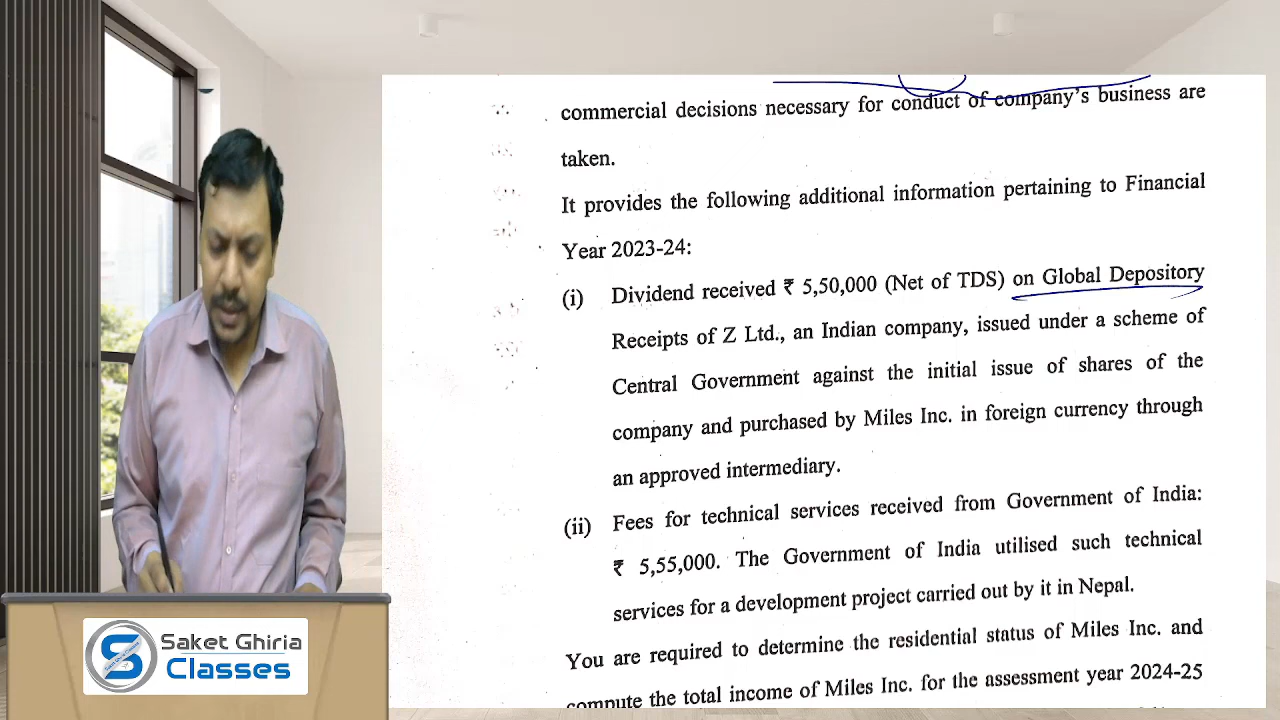 commercial decisions necessary for conduct of company's business are
taken.
It provides the following additional information pertaining to Financial
Year 2023-24:
(i) Dividend received ₹ 5,50,000 (Net of TDS) on Global Depository
Receipts of Z Ltd., an Indian company, issued under a scheme of
Central Government against the initial issue of shares of the
company and purchased by Miles Inc. in foreign currency through
an approved intermediary.
(ii) Fees for technical services received from Government of India:
₹ 5,55,000. The Government of India utilised such technical
services for a development project carried out by it in Nepal.
You are required to determine the residential status of Miles Inc. and
compute the total income of Miles Inc. for the assessment year 2024-25
Saket Ghiria
Classes